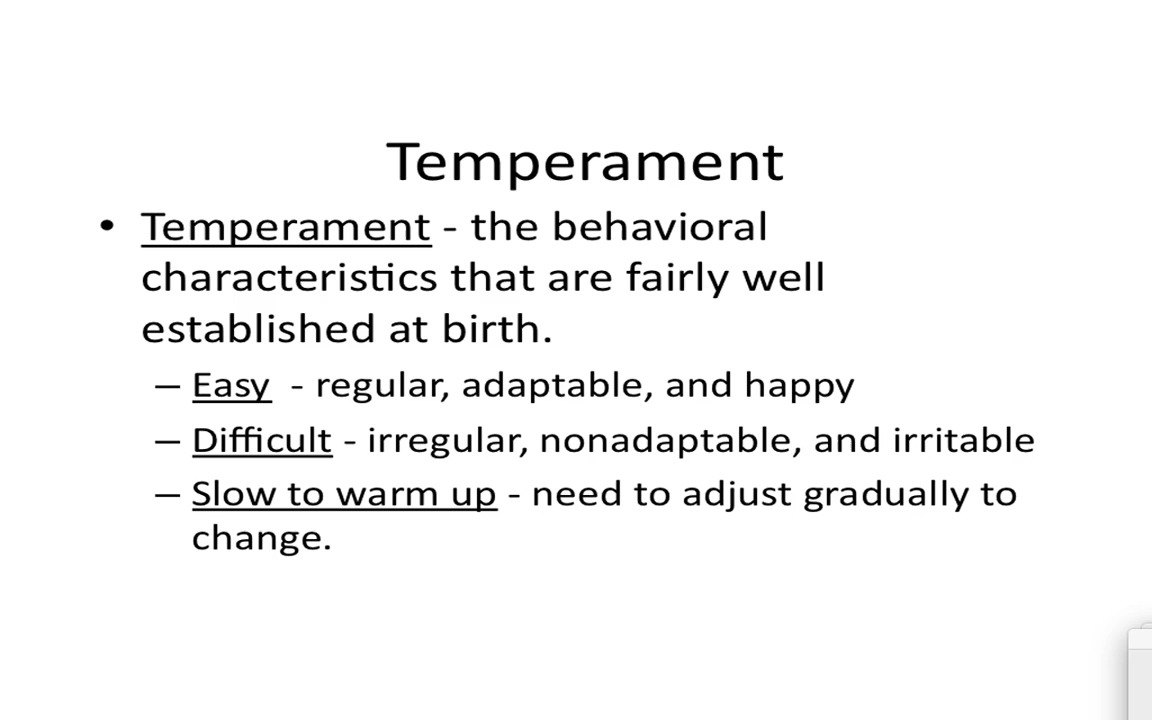 Temperament
• Temperament - the behavioral
characteristics that are fairly well
established at birth.
– Easy - regular, adaptable, and happy
– Difficult - irregular, nonadaptable, and irritable
– Slow to warm up - need to adjust gradually to
change.